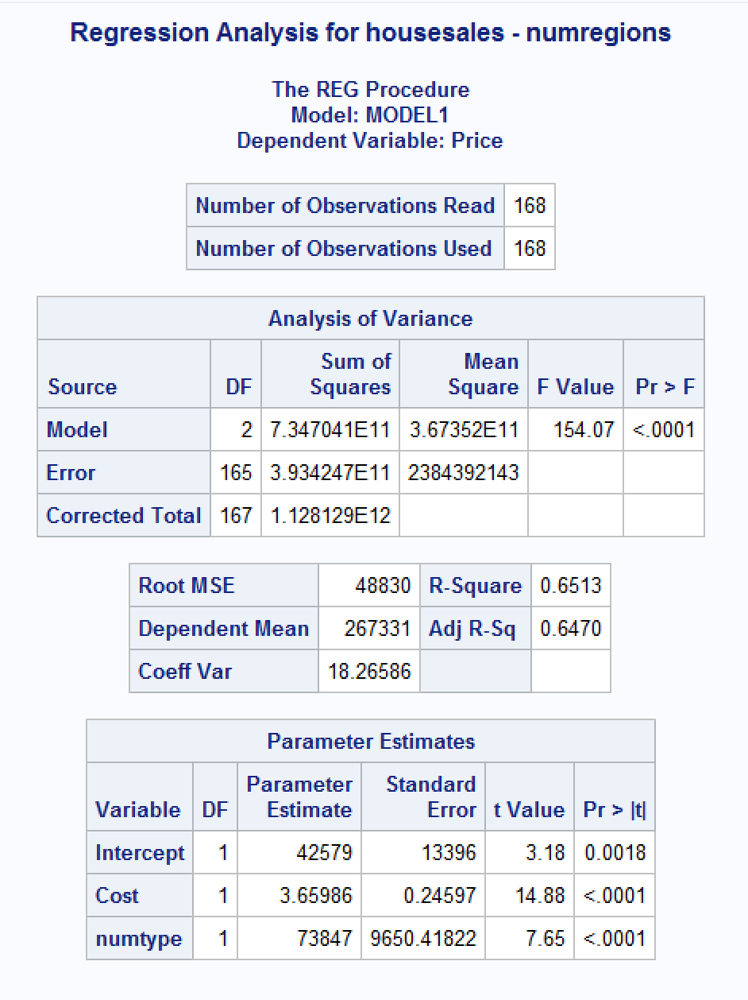 Regression Analysis for housesales - numregions
The REG Procedure
Model: MODEL1
Dependent Variable: Price
Number of Observations Read 168
Number of Observations Used 168
Analysis of Variance
Source DF Sum of Squares Mean Square F Value Pr > F
Model 2 7.347041E11 3.67352E11 154.07 <.0001
Error 165 3.934247E11 2384392143
Corrected Total 167 1.128129E12
Root MSE 48830 R-Square 0.6513
Dependent Mean 267331 Adj R-Sq 0.6470
Coeff Var 18.26586
Parameter Estimates
Variable DF Parameter Estimate Standard Error t Value Pr > |t|
Intercept 1 42579 13396 3.18 0.0018
Cost 1 3.65986 0.24597 14.88 <.0001
numtype 1 73847 9650.41822 7.65 <.0001